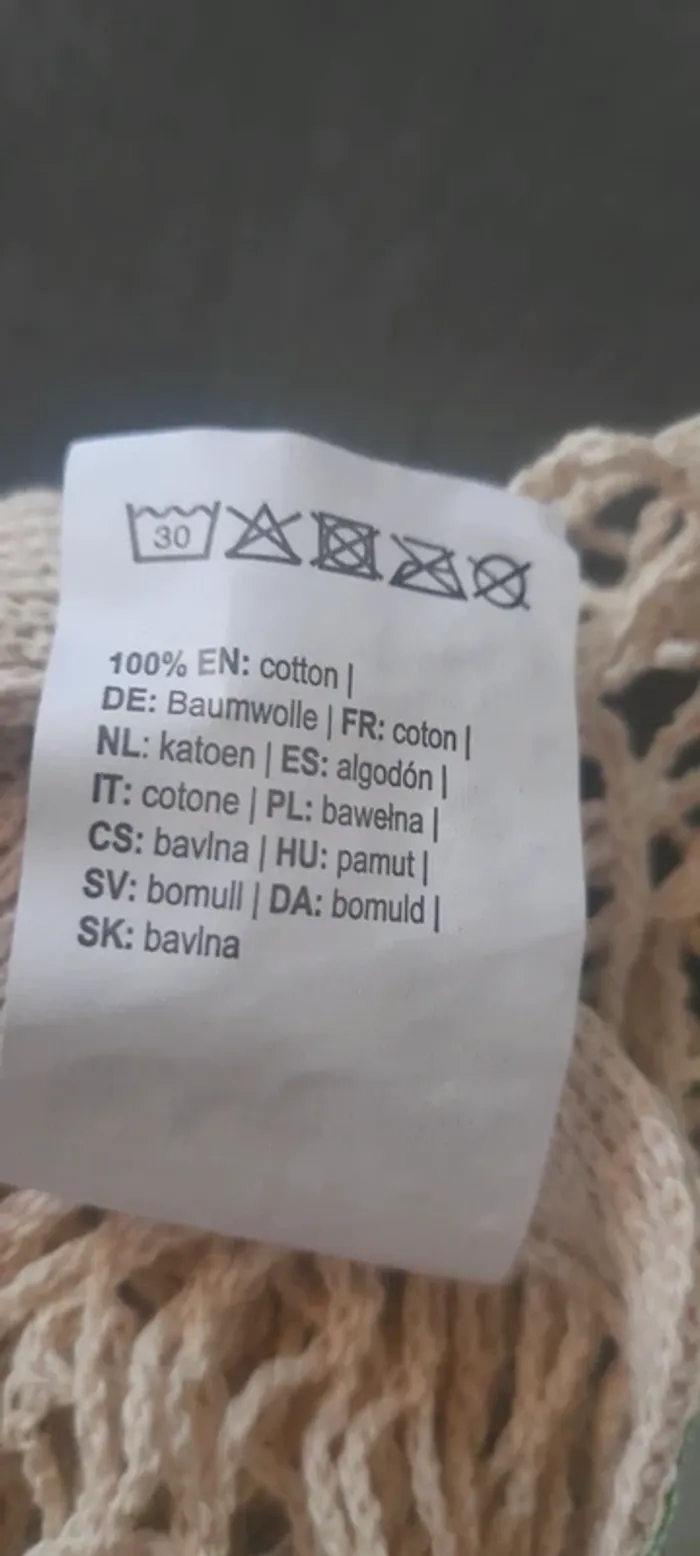 30
100% EN: cotton |
DE: Baumwolle | FR: coton |
NL: katoen | ES: algodón |
IT: cotone | PL: bawełna |
CS: bavlna | HU: pamut |
SV: bomull | DA: bomuld |
SK: bavlna